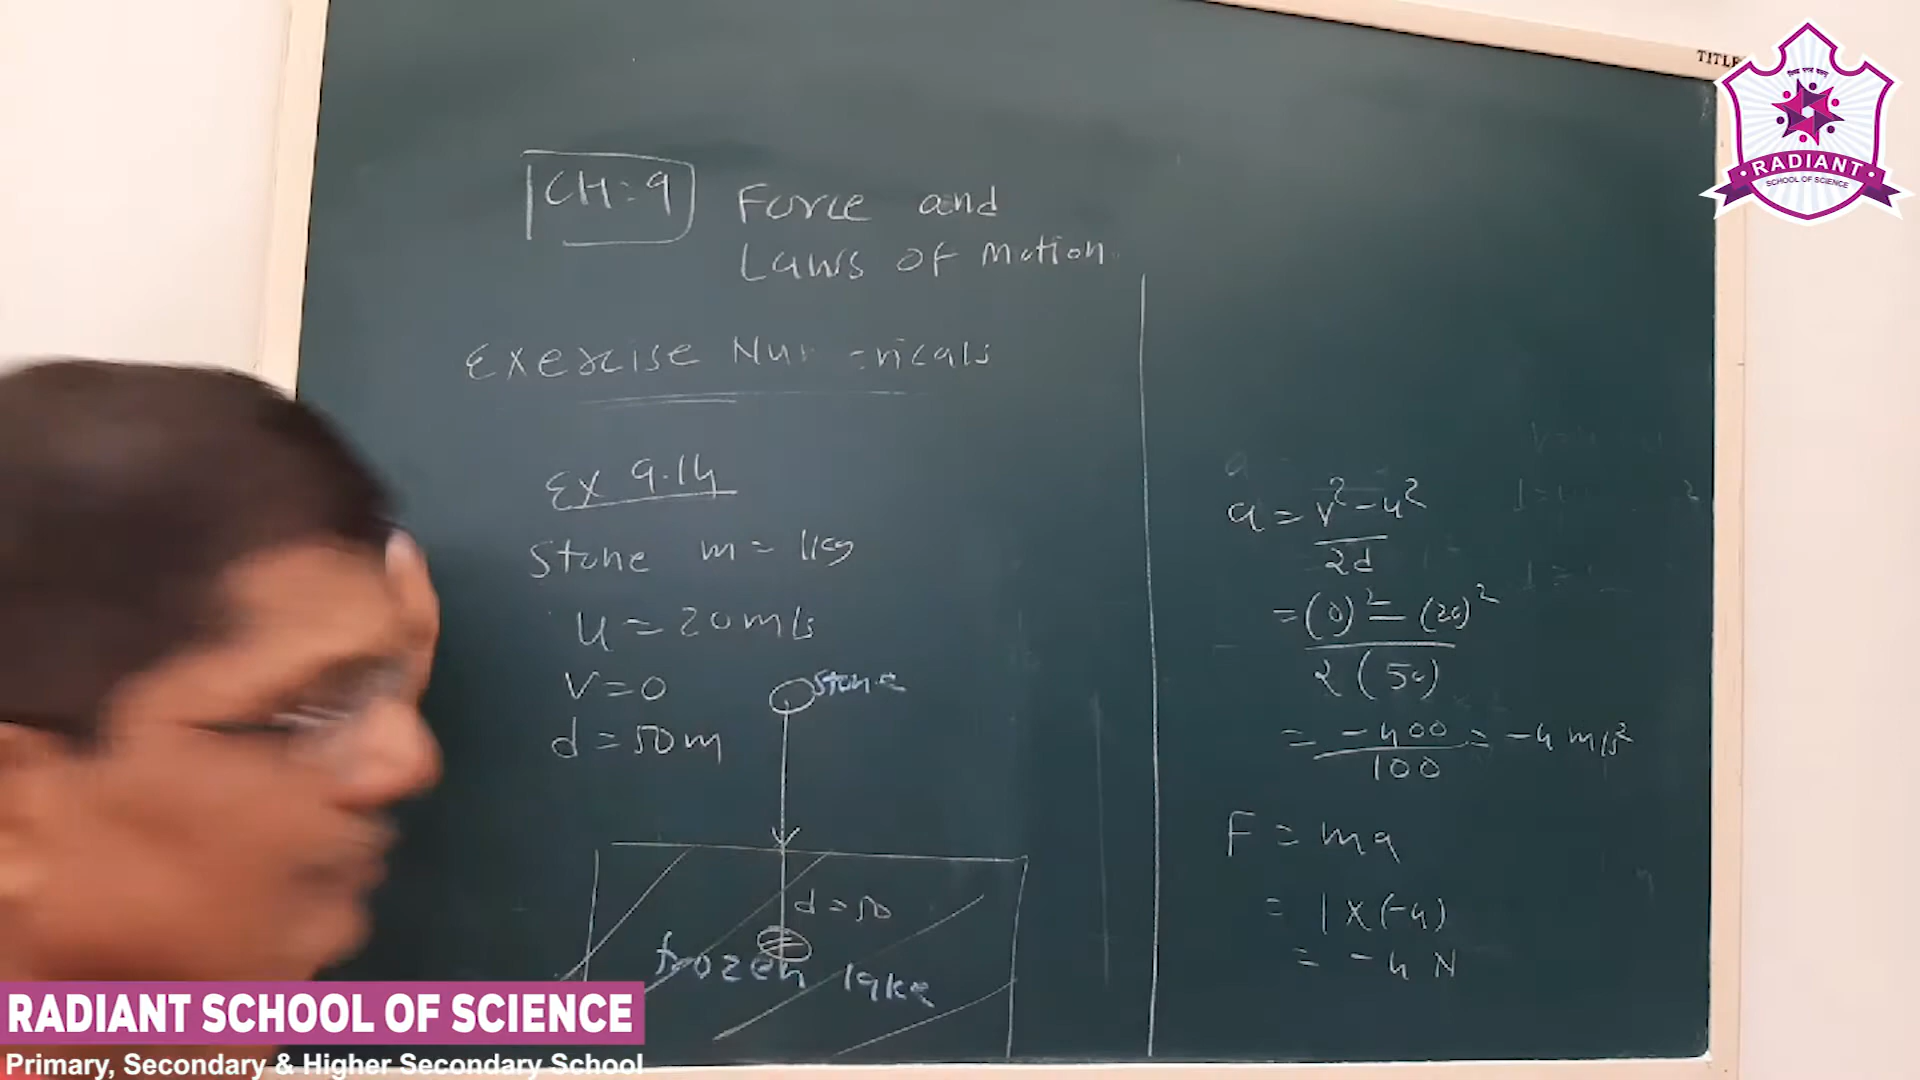 TITLE
RADIANT
SCHOOL OF SCIENCE
CH:9 Force and
Laws of Motion
Exercise Numericals
Ex 9.14
Stone m = 1kg
u = 20m/s
v = 0
d = 50m
Stone
d = 50
frozen lake
a = v² - u²
2d
= (0)² - (20)²
2 (50)
= -400 = -4 m/s²
100
F = ma
= 1 x (-4)
= -4 N
RADIANT SCHOOL OF SCIENCE
Primary, Secondary & Higher Secondary School